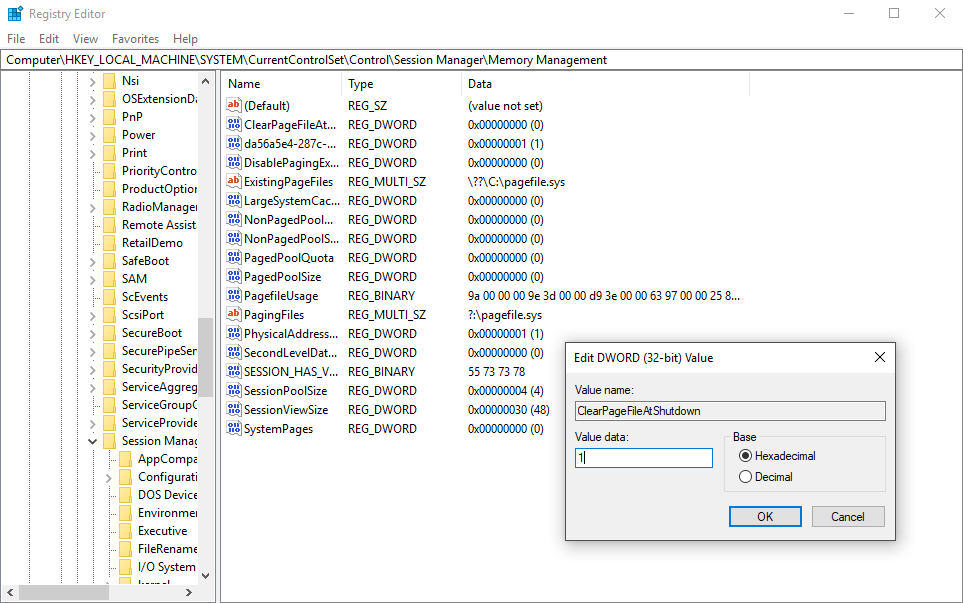 Registry Editor
File Edit View Favorites Help
Computer\HKEY_LOCAL_MACHINE\SYSTEM\CurrentControlSet\Control\Session Manager\Memory Management
Nsi
OSExtensionDa
PnP
Power
Print
PriorityContro
ProductOption
RadioManager
Remote Assist
RetailDemo
SafeBoot
SAM
ScEvents
ScsiPort
SecureBoot
SecurePipeSer
SecurityProvid
ServiceAggreg
ServiceGroupO
ServiceProvide
Session Manag
AppCompa
Configurati
DOS Device
Environmer
Executive
FileRename
I/O System
kernel
Name Type Data
(Default) REG_SZ (value not set)
ClearPageFileAt... REG_DWORD 0x00000000 (0)
da56a5e4-287c-... REG_DWORD 0x00000001 (1)
DisablePagingEx... REG_DWORD 0x00000000 (0)
ExistingPageFiles REG_MULTI_SZ \??\C:\pagefile.sys
LargeSystemCac... REG_DWORD 0x00000000 (0)
NonPagedPool... REG_DWORD 0x00000000 (0)
NonPagedPoolS... REG_DWORD 0x00000000 (0)
PagedPoolQuota REG_DWORD 0x00000000 (0)
PagedPoolSize REG_DWORD 0x00000000 (0)
PagefileUsage REG_BINARY 9a 00 00 00 9e 3d 00 00 d9 3e 00 00 63 97 00 00 25 8...
PagingFiles REG_MULTI_SZ ?:\pagefile.sys
PhysicalAddress... REG_DWORD 0x00000001 (1)
SecondLevelDat... REG_DWORD 0x00000000 (0)
SESSION_HAS_V... REG_BINARY 55 73 73 78
SessionPoolSize REG_DWORD 0x00000004 (4)
SessionViewSize REG_DWORD 0x00000030 (48)
SystemPages REG_DWORD 0x00000000 (0)
Edit DWORD (32-bit) Value
Value name:
ClearPageFileAtShutdown
Value data:
1
Base
Hexadecimal
Decimal
OK Cancel